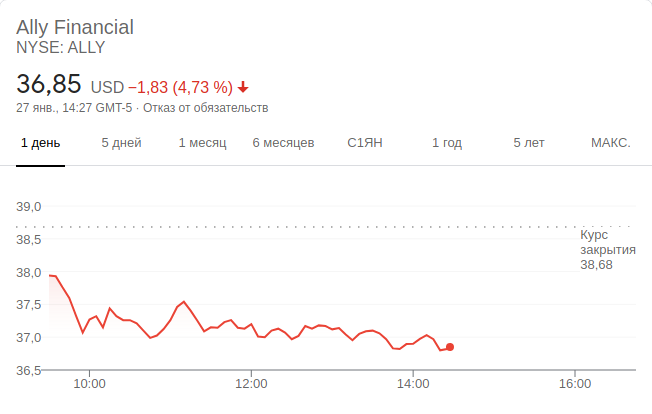 Ally Financial
NYSE: ALLY
36,85 USD −1,83 (4,73 %)
27 янв., 14:27 GMT-5 · Отказ от обязательств
1 день 5 дней 1 месяц 6 месяцев С1ЯН 1 год 5 лет МАКС.
39,0
38,5
38,0
37,5
37,0
36,5
Курс
закрытия
38,68
10:00 12:00 14:00 16:00